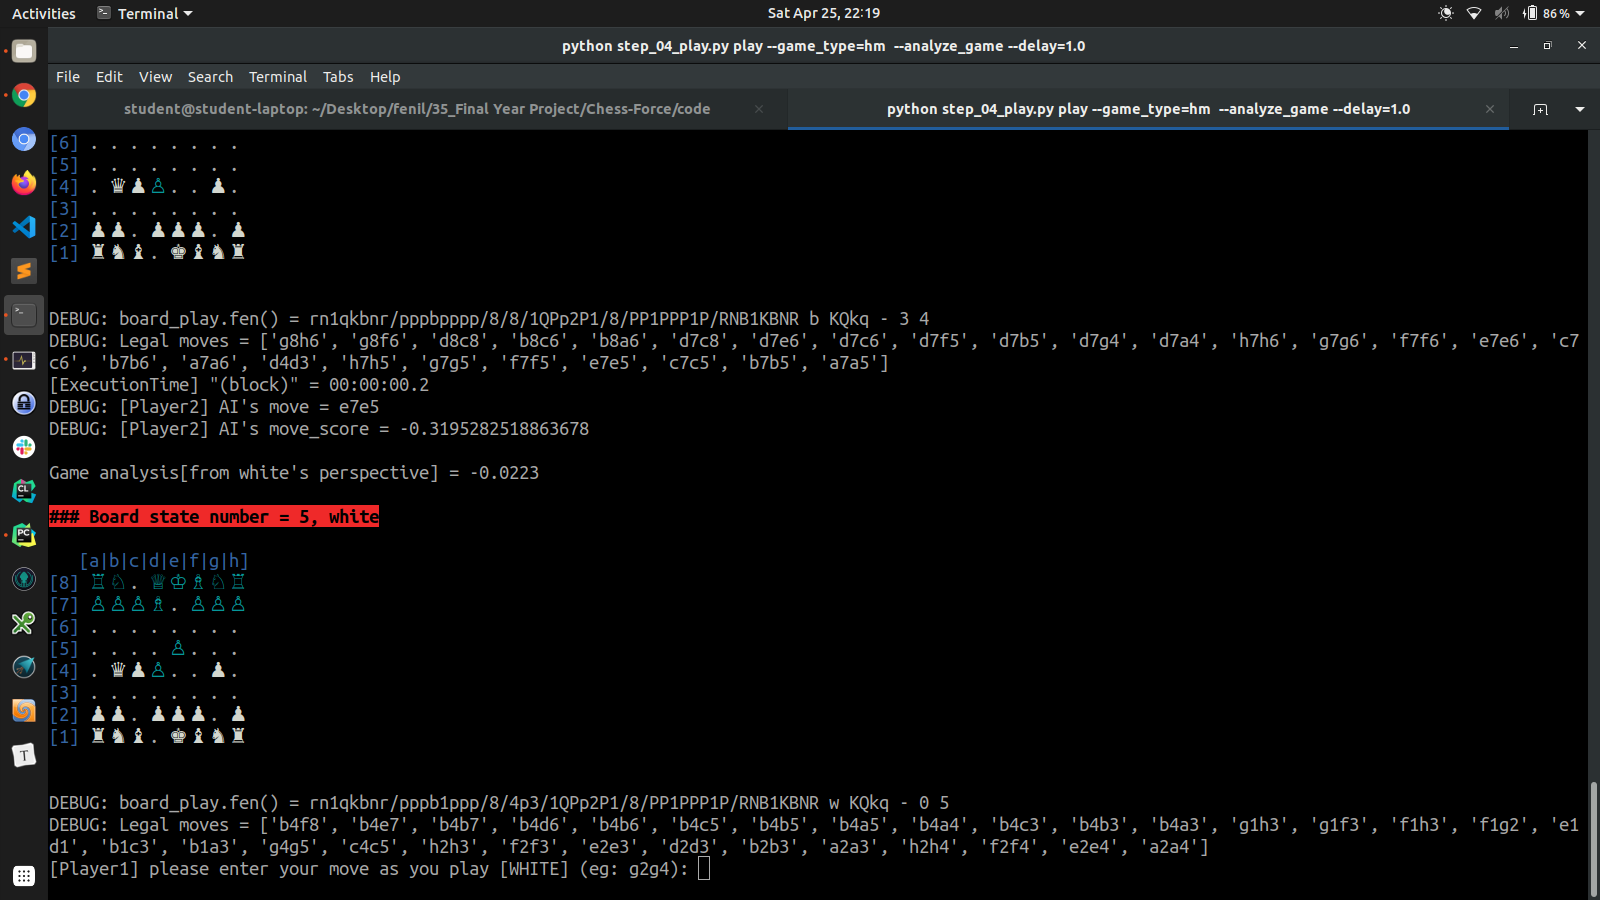 Activities Terminal Sat Apr 25, 22:19 86%
python step_04_play.py play --game_type=hm  --analyze_game --delay=1.0
File Edit View Search Terminal Tabs Help
student@student-laptop: ~/Desktop/fenil/35_Final Year Project/Chess-Force/code × python step_04_play.py play --game_type=hm  --analyze_game --delay=1.0 ×
[6] . . . . . . . .
[5] . . . . . . . .
[4] . ♛ ♟ ♙ . . ♟ .
[3] . . . . . . . .
[2] ♟ ♟ . ♟ ♟ ♟ . ♟
[1] ♜ ♞ ♝ . ♚ ♝ ♞ ♜
DEBUG: board_play.fen() = rn1qkbnr/pppbpppp/8/8/1QPp2P1/8/PP1PPP1P/RNB1KBNR b KQkq - 3 4
DEBUG: Legal moves = ['g8h6', 'g8f6', 'd8c8', 'b8c6', 'b8a6', 'd7c8', 'd7e6', 'd7c6', 'd7f5', 'd7b5', 'd7g4', 'd7a4', 'h7h6', 'g7g6', 'f7f6', 'e7e6', 'c7
c6', 'b7b6', 'a7a6', 'd4d3', 'h7h5', 'g7g5', 'f7f5', 'e7e5', 'c7c5', 'b7b5', 'a7a5']
[ExecutionTime] "(block)" = 00:00:00.2
DEBUG: [Player2] AI's move = e7e5
DEBUG: [Player2] AI's move_score = -0.3195282518863678
Game analysis[from white's perspective] = -0.0223
### Board state number = 5, white
[a|b|c|d|e|f|g|h]
[8] ♖ ♘ . ♕ ♔ ♗ ♘ ♖
[7] ♙ ♙ ♙ ♗ . ♙ ♙ ♙
[6] . . . . . . . .
[5] . . . . ♙ . . .
[4] . ♛ ♟ ♙ . . ♟ .
[3] . . . . . . . .
[2] ♟ ♟ . ♟ ♟ ♟ . ♟
[1] ♜ ♞ ♝ . ♚ ♝ ♞ ♜
DEBUG: board_play.fen() = rn1qkbnr/pppb1ppp/8/4p3/1QPp2P1/8/PP1PPP1P/RNB1KBNR w KQkq - 0 5
DEBUG: Legal moves = ['b4f8', 'b4e7', 'b4b7', 'b4d6', 'b4b6', 'b4c5', 'b4b5', 'b4a5', 'b4a4', 'b4c3', 'b4b3', 'b4a3', 'g1h3', 'g1f3', 'f1h3', 'f1g2', 'e1
d1', 'b1c3', 'b1a3', 'g4g5', 'c4c5', 'h2h3', 'f2f3', 'e2e3', 'd2d3', 'b2b3', 'a2a3', 'h2h4', 'f2f4', 'e2e4', 'a2a4']
[Player1] please enter your move as you play [WHITE] (eg: g2g4):
CL
PC
T